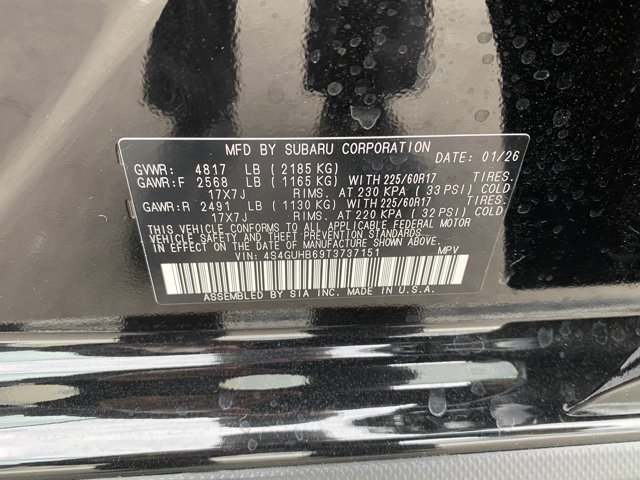 MFD BY SUBARU CORPORATION
DATE: 01/26
GVWR: 4817 LB (2185 KG)
GAWR:F 2568 LB (1165 KG) WITH 225/60R17 TIRES.
17X7J RIMS. AT 230 KPA (33 PSI) COLD
GAWR:R 2491 LB (1130 KG) WITH 225/60R17 TIRES.
17X7J RIMS. AT 220 KPA (32 PSI) COLD
THIS VEHICLE CONFORMS TO ALL APPLICABLE FEDERAL MOTOR
VEHICLE SAFETY AND THEFT PREVENTION STANDARDS
IN EFFECT ON THE DATE OF MANUFACTURE SHOWN ABOVE.
VIN: 4S4GUHB69T3737151 MPV
ASSEMBLED BY SIA INC. MADE IN U.S.A.